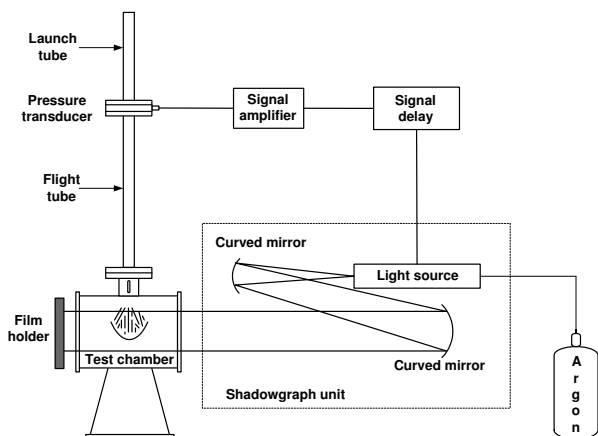 Launch
tube
Pressure
transducer
Signal
amplifier
Signal
delay
Flight
tube
Curved mirror
Light source
Film
holder
Test chamber
Curved mirror
Shadowgraph unit
A
r
g
o
n